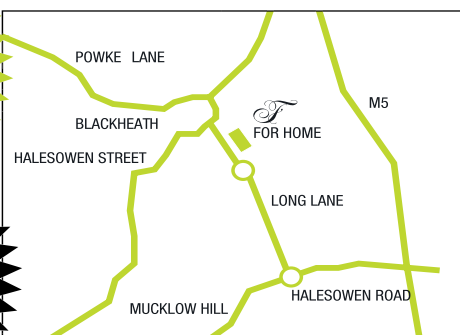 POWKE LANE
M5
F
BLACKHEATH
FOR HOME
HALESOWEN STREET
LONG LANE
HALESOWEN ROAD
MUCKLOW HILL